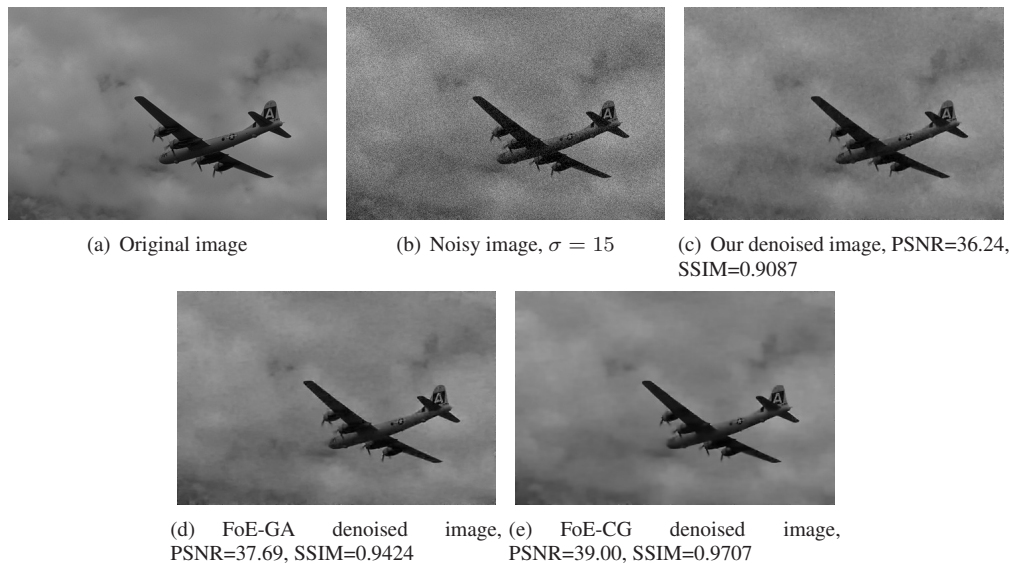 A
A
A
(a) Original image
(b) Noisy image, σ = 15
(c) Our denoised image, PSNR=36.24,
SSIM=0.9087
A
A
(d) FoE-GA denoised image,
PSNR=37.69, SSIM=0.9424
(e) FoE-CG denoised image,
PSNR=39.00, SSIM=0.9707